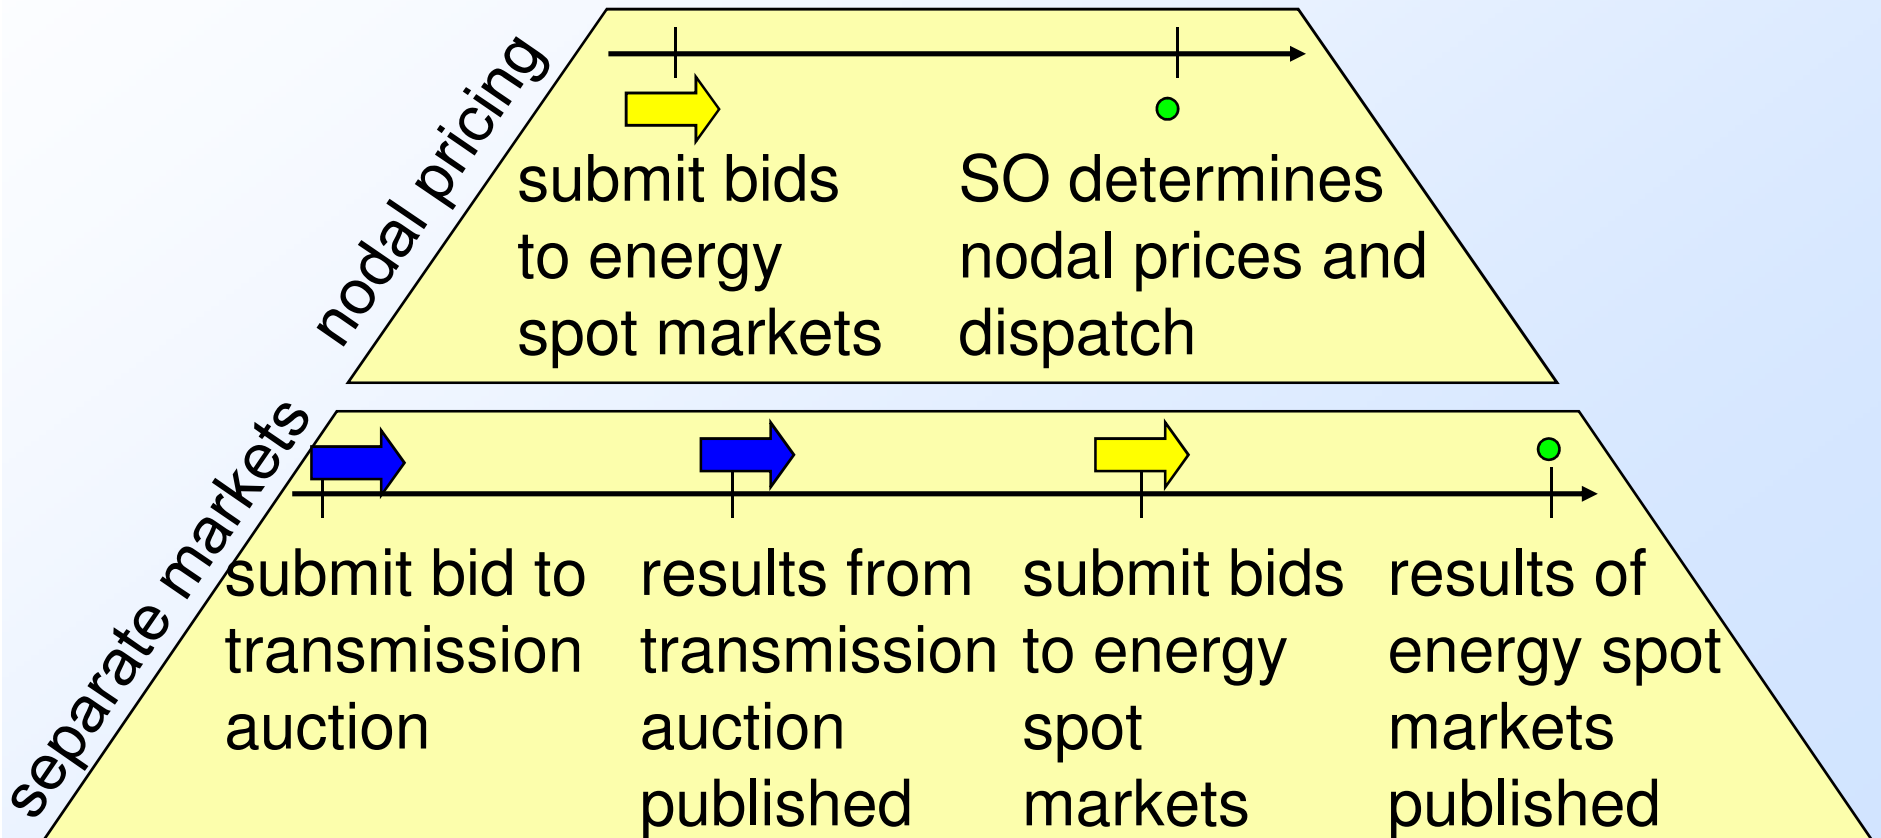 nodal pricing
submit bids
to energy
spot markets
SO determines
nodal prices and
dispatch
separate markets
submit bid to
transmission
auction
results from
transmission
auction
published
submit bids
to energy
spot
markets
results of
energy spot
markets
published